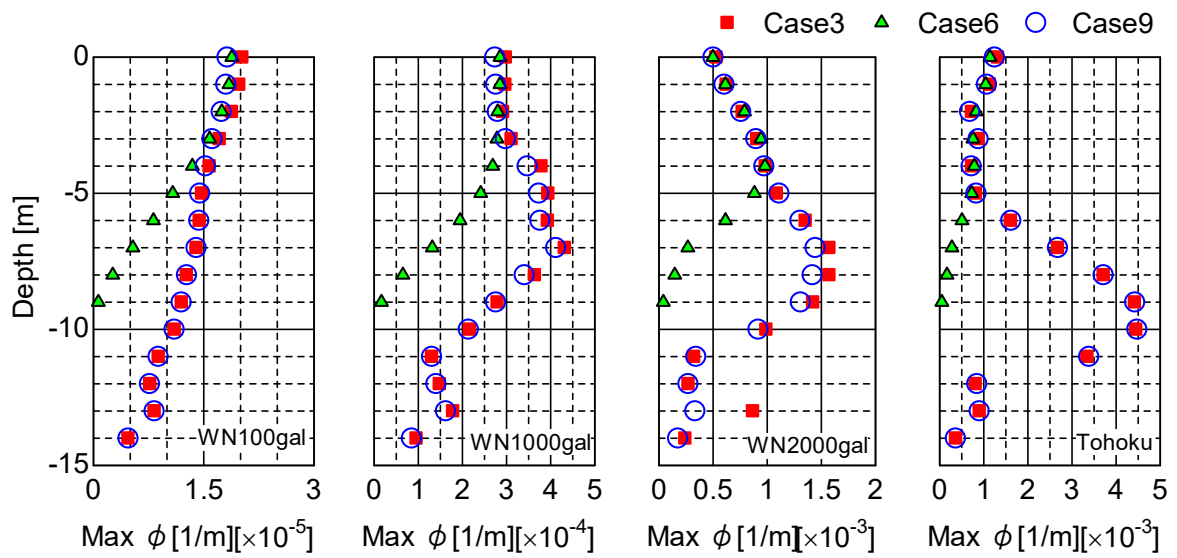 Case3 Case6 Case9
0
-5
-10
-15
Depth [m]
WN100gal
WN1000gal
WN2000gal
Tohoku
0 1.5 3
0 1 2 3 4 5
0 0.5 1 1.5 2
0 1 2 3 4 5
Max ϕ [1/m][×10-5]
Max ϕ [1/m][×10-4]
Max ϕ [1/m][×10-3]
Max ϕ [1/m][×10-3]